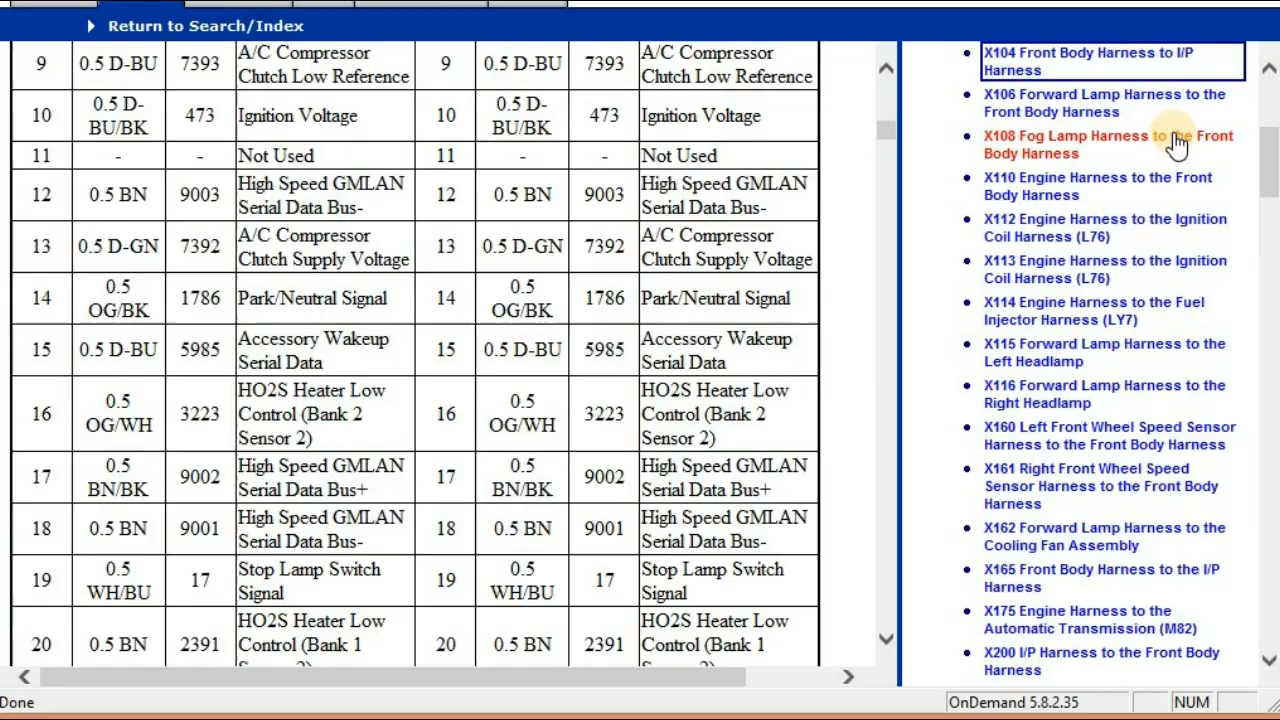 Return to Search/Index
9 0.5 D-BU 7393 A/C Compressor Clutch Low Reference 9 0.5 D-BU 7393 A/C Compressor Clutch Low Reference
10 0.5 D-BU/BK 473 Ignition Voltage 10 0.5 D-BU/BK 473 Ignition Voltage
11 - - Not Used 11 - - Not Used
12 0.5 BN 9003 High Speed GMLAN Serial Data Bus- 12 0.5 BN 9003 High Speed GMLAN Serial Data Bus-
13 0.5 D-GN 7392 A/C Compressor Clutch Supply Voltage 13 0.5 D-GN 7392 A/C Compressor Clutch Supply Voltage
14 0.5 OG/BK 1786 Park/Neutral Signal 14 0.5 OG/BK 1786 Park/Neutral Signal
15 0.5 D-BU 5985 Accessory Wakeup Serial Data 15 0.5 D-BU 5985 Accessory Wakeup Serial Data
16 0.5 OG/WH 3223 HO2S Heater Low Control (Bank 2 Sensor 2) 16 0.5 OG/WH 3223 HO2S Heater Low Control (Bank 2 Sensor 2)
17 0.5 BN/BK 9002 High Speed GMLAN Serial Data Bus+ 17 0.5 BN/BK 9002 High Speed GMLAN Serial Data Bus+
18 0.5 BN 9001 High Speed GMLAN Serial Data Bus- 18 0.5 BN 9001 High Speed GMLAN Serial Data Bus-
19 0.5 WH/BU 17 Stop Lamp Switch Signal 19 0.5 WH/BU 17 Stop Lamp Switch Signal
20 0.5 BN 2391 HO2S Heater Low Control (Bank 1 20 0.5 BN 2391 HO2S Heater Low Control (Bank 1
X104 Front Body Harness to I/P
Harness
X106 Forward Lamp Harness to the
Front Body Harness
X108 Fog Lamp Harness to the Front
Body Harness
X110 Engine Harness to the Front
Body Harness
X112 Engine Harness to the Ignition
Coil Harness (L76)
X113 Engine Harness to the Ignition
Coil Harness (L76)
X114 Engine Harness to the Fuel
Injector Harness (LY7)
X115 Forward Lamp Harness to the
Left Headlamp
X116 Forward Lamp Harness to the
Right Headlamp
X160 Left Front Wheel Speed Sensor
Harness to the Front Body Harness
X161 Right Front Wheel Speed
Sensor Harness to the Front Body
Harness
X162 Forward Lamp Harness to the
Cooling Fan Assembly
X165 Front Body Harness to the I/P
Harness
X175 Engine Harness to the
Automatic Transmission (M82)
X200 I/P Harness to the Front Body
Harness
Done
OnDemand 5.8.2.35
NUM